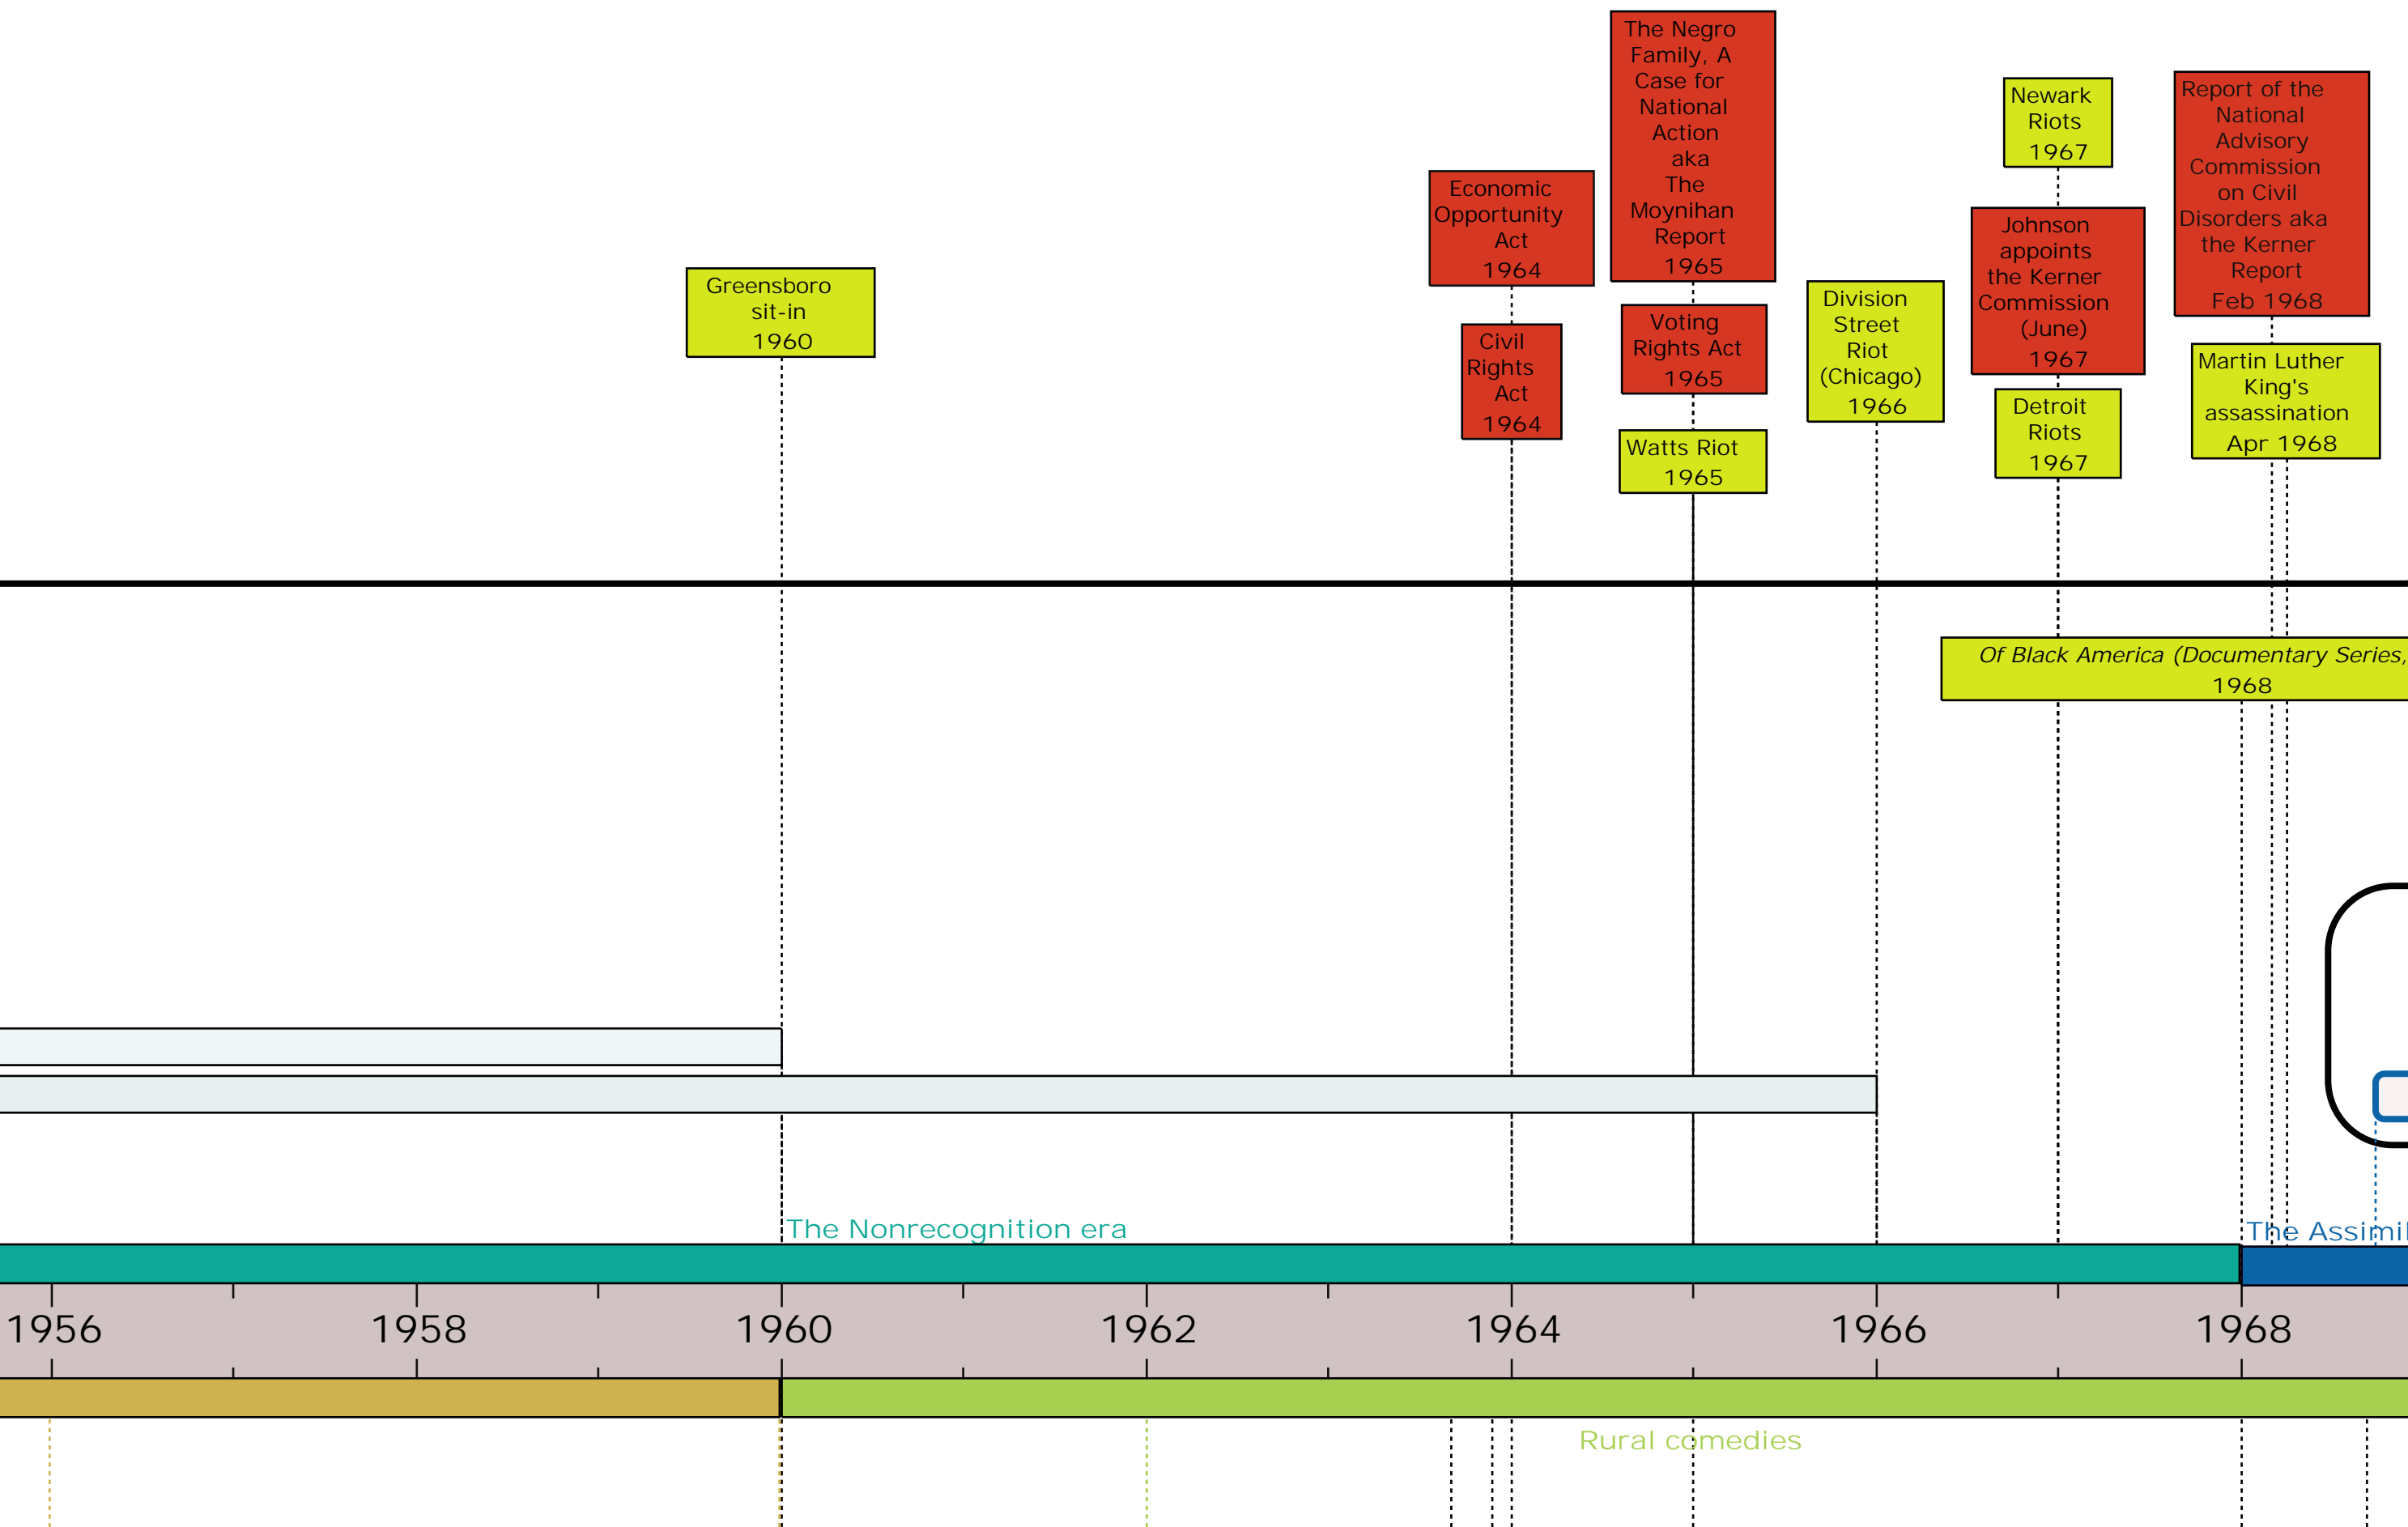 The Negro
Family, A
Case for
National
Action
aka
The
Moynihan
Report
1965
Newark
Riots
1967
Report of the
National
Advisory
Commission
on Civil
Disorders aka
the Kerner
Report
Feb 1968
Economic
Opportunity
Act
1964
Johnson
appoints
the Kerner
Commission
(June)
1967
Greensboro
sit-in
1960
Division
Street
Riot
(Chicago)
1966
Voting
Rights Act
1965
Civil
Rights
Act
1964
Martin Luther
King's
assassination
Apr 1968
Detroit
Riots
1967
Watts Riot
1965
Of Black America (Documentary Series,
1968
The Nonrecognition era
The Assimil
1956
1958
1960
1962
1964
1966
1968
Rural comedies